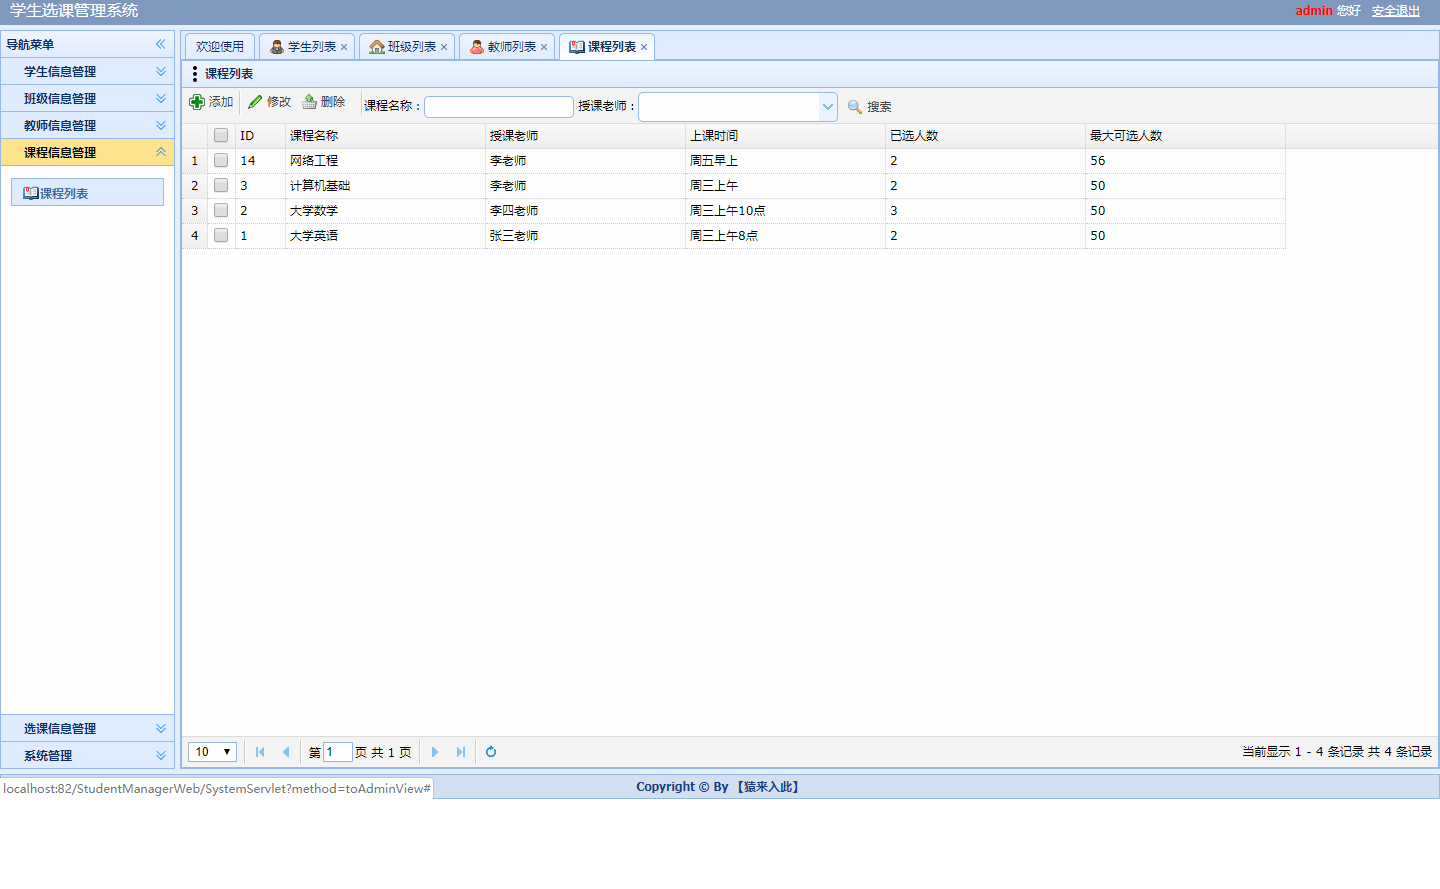 学生选课管理系统
admin 您好 安全退出
导航菜单
学生信息管理
班级信息管理
教师信息管理
课程信息管理
课程列表
选课信息管理
系统管理
欢迎使用 学生列表 班级列表 教师列表 课程列表
课程列表
添加 修改 删除 课程名称： 授课老师： 搜索
ID 课程名称 授课老师 上课时间 已选人数 最大可选人数
1 14 网络工程 李老师 周五早上 2 56
2 3 计算机基础 李老师 周三上午 2 50
3 2 大学数学 李四老师 周三上午10点 3 50
4 1 大学英语 张三老师 周三上午8点 2 50
10 第 1 页 共 1 页 当前显示 1 - 4 条记录 共 4 条记录
Copyright © By 【猿来入此】
localhost:82/StudentManagerWeb/SystemServlet?method=toAdminView#